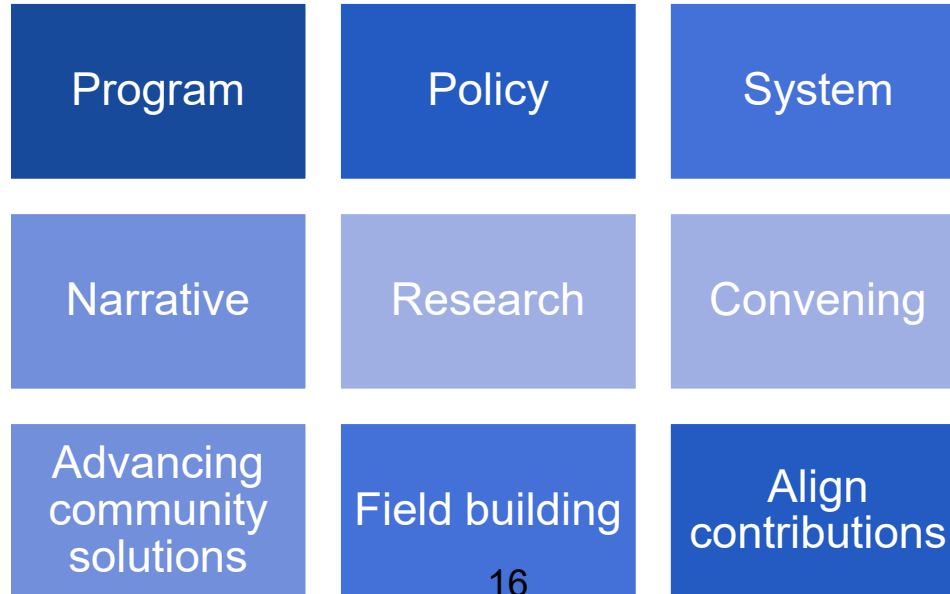 Program
Policy
System
Narrative
Research
Convening
Advancing
community
solutions
Field building
Align
contributions
16